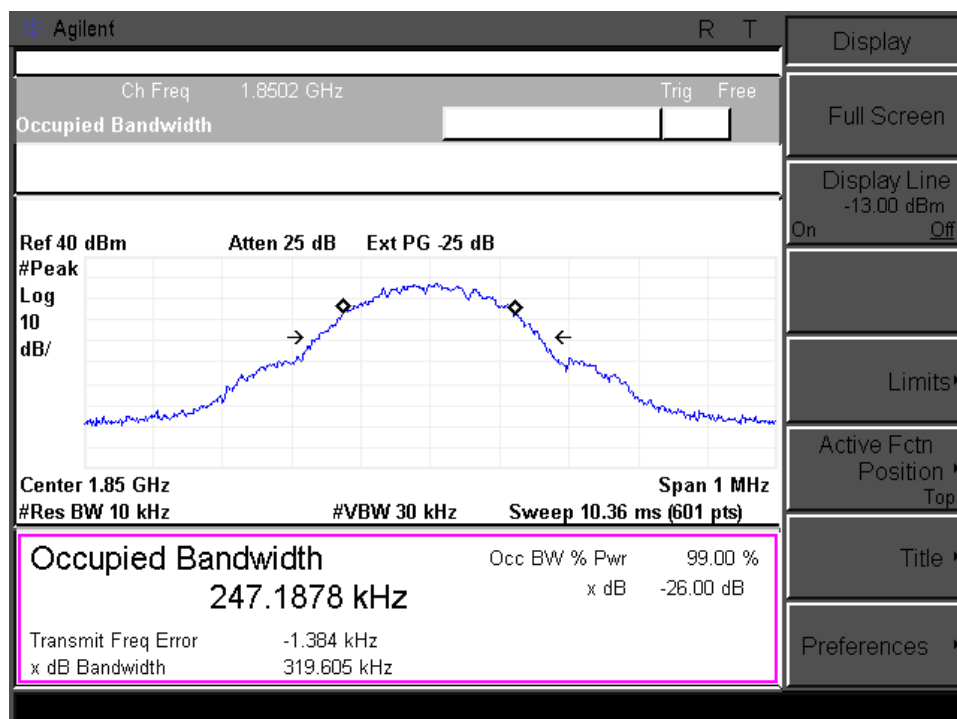 Agilent R T
Ch Freq 1.8502 GHz Trig Free
Occupied Bandwidth
Ref 40 dBm Atten 25 dB Ext PG -25 dB
#Peak
Log
10
dB/
Center 1.85 GHz Span 1 MHz
#Res BW 10 kHz #VBW 30 kHz Sweep 10.36 ms (601 pts)
Occupied Bandwidth
247.1878 kHz
Occ BW % Pwr 99.00 %
x dB -26.00 dB
Transmit Freq Error -1.384 kHz
x dB Bandwidth 319.605 kHz
Display
Full Screen
Display Line
-13.00 dBm
On Off
Limits
Active Fctn
Position
Top
Title
Preferences